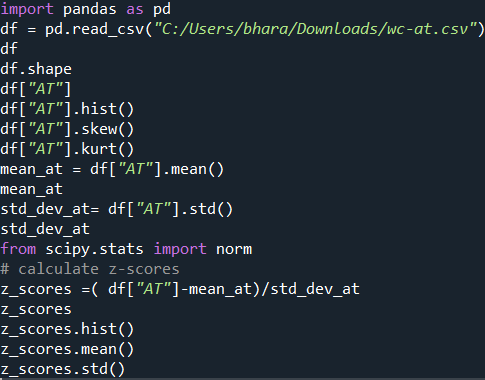 import pandas as pd
df = pd.read_csv("C:/Users/bhara/Downloads/wc-at.csv")
df
df.shape
df["AT"]
df["AT"].hist()
df["AT"].skew()
df["AT"].kurt()
mean_at = df["AT"].mean()
mean_at
std_dev_at= df["AT"].std()
std_dev_at
from scipy.stats import norm
# calculate z-scores
z_scores =( df["AT"]-mean_at)/std_dev_at
z_scores
z_scores.hist()
z_scores.mean()
z_scores.std()